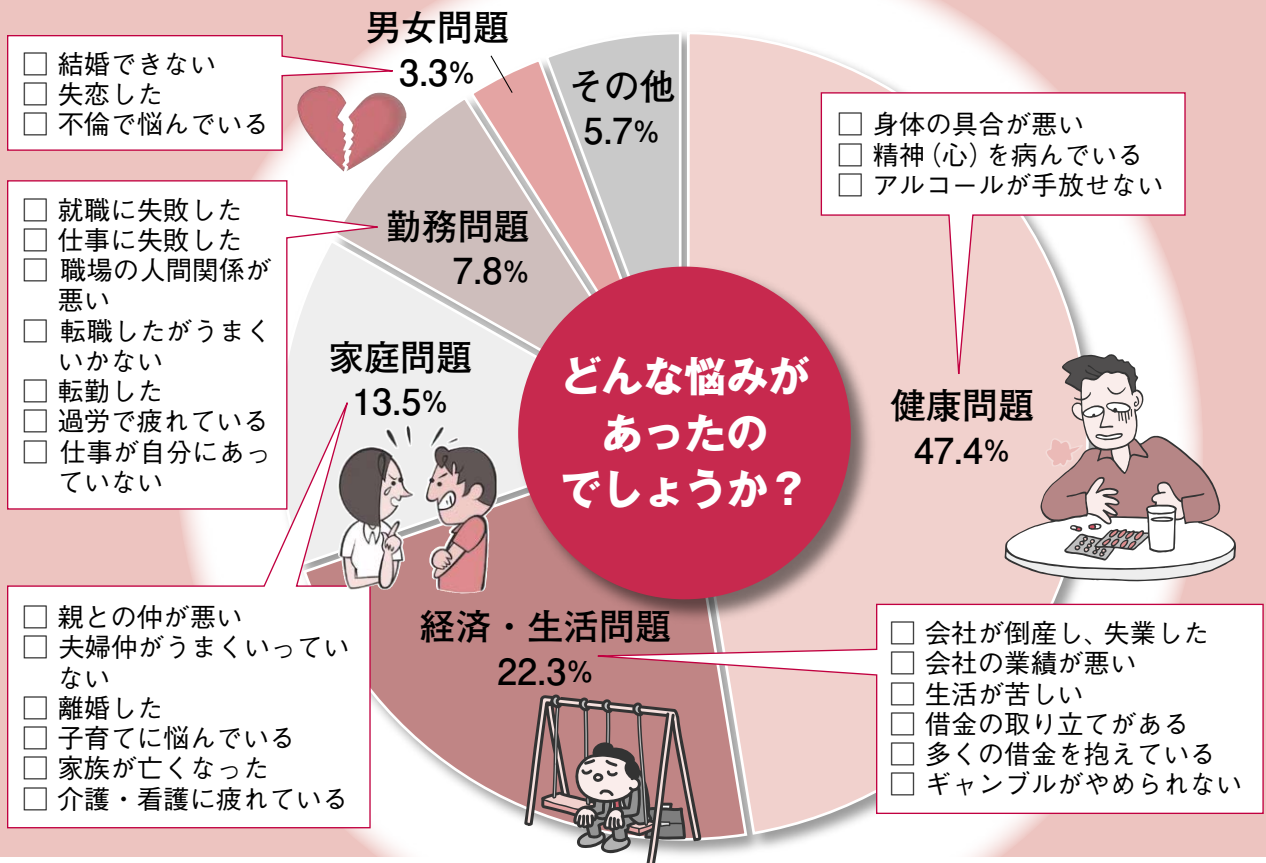 男女問題
3.3%
□ 結婚できない
□ 失恋した
□ 不倫で悩んでいる
その他
5.7%
□ 身体の具合が悪い
□ 精神（心）を病んでいる
□ アルコールが手放せない
健康問題
47.4%
□ 就職に失敗した
□ 仕事に失敗した
□ 職場の人間関係が
悪い
□ 転職したがうまく
いかない
□ 転勤した
□ 過労で疲れている
□ 仕事が自分にあっ
ていない
勤務問題
7.8%
家庭問題
13.5%
どんな悩みが
あったの
でしょうか？
□ 親との仲が悪い
□ 夫婦仲がうまくいってい
ない
□ 離婚した
□ 子育てに悩んでいる
□ 家族が亡くなった
□ 介護・看護に疲れている
経済・生活問題
22.3%
□ 会社が倒産し、失業した
□ 会社の業績が悪い
□ 生活が苦しい
□ 借金の取り立てがある
□ 多くの借金を抱えている
□ ギャンブルがやめられない